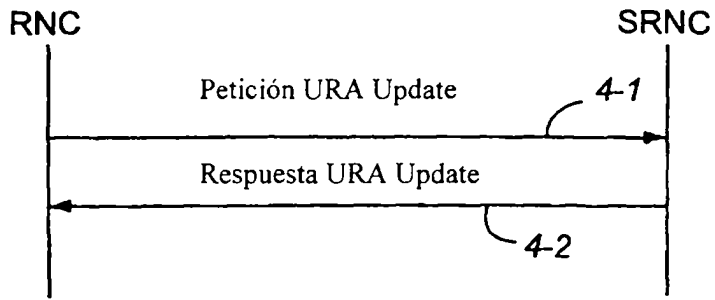 RNC
SRNC
Petición URA Update
4-1
Respuesta URA Update
4-2